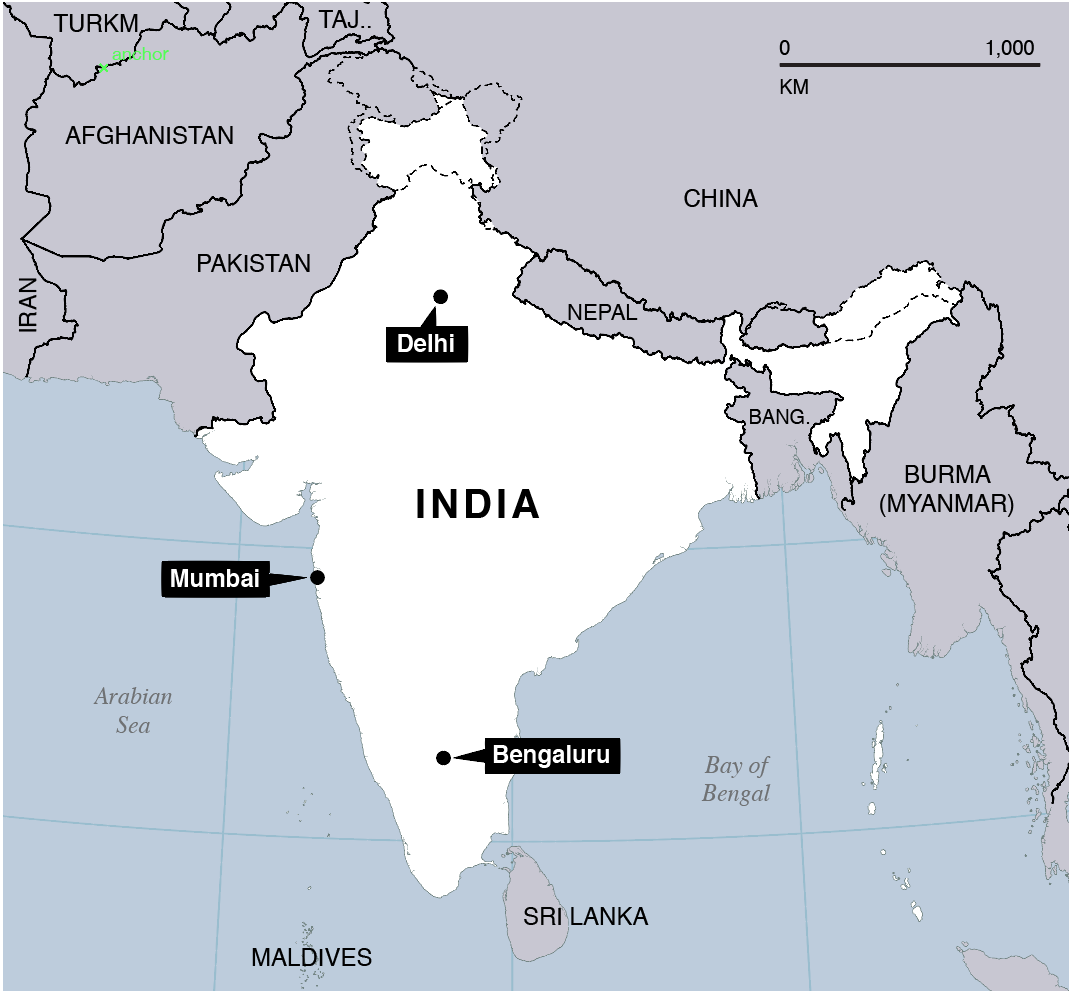 TURKM
TAJ..
anchor
0
1,000
KM
AFGHANISTAN
CHINA
PAKISTAN
IRAN
NEPAL
Delhi
BANG.
BURMA
(MYANMAR)
INDIA
Mumbai
Arabian
Sea
Bengaluru
Bay of
Bengal
SRI LANKA
MALDIVES